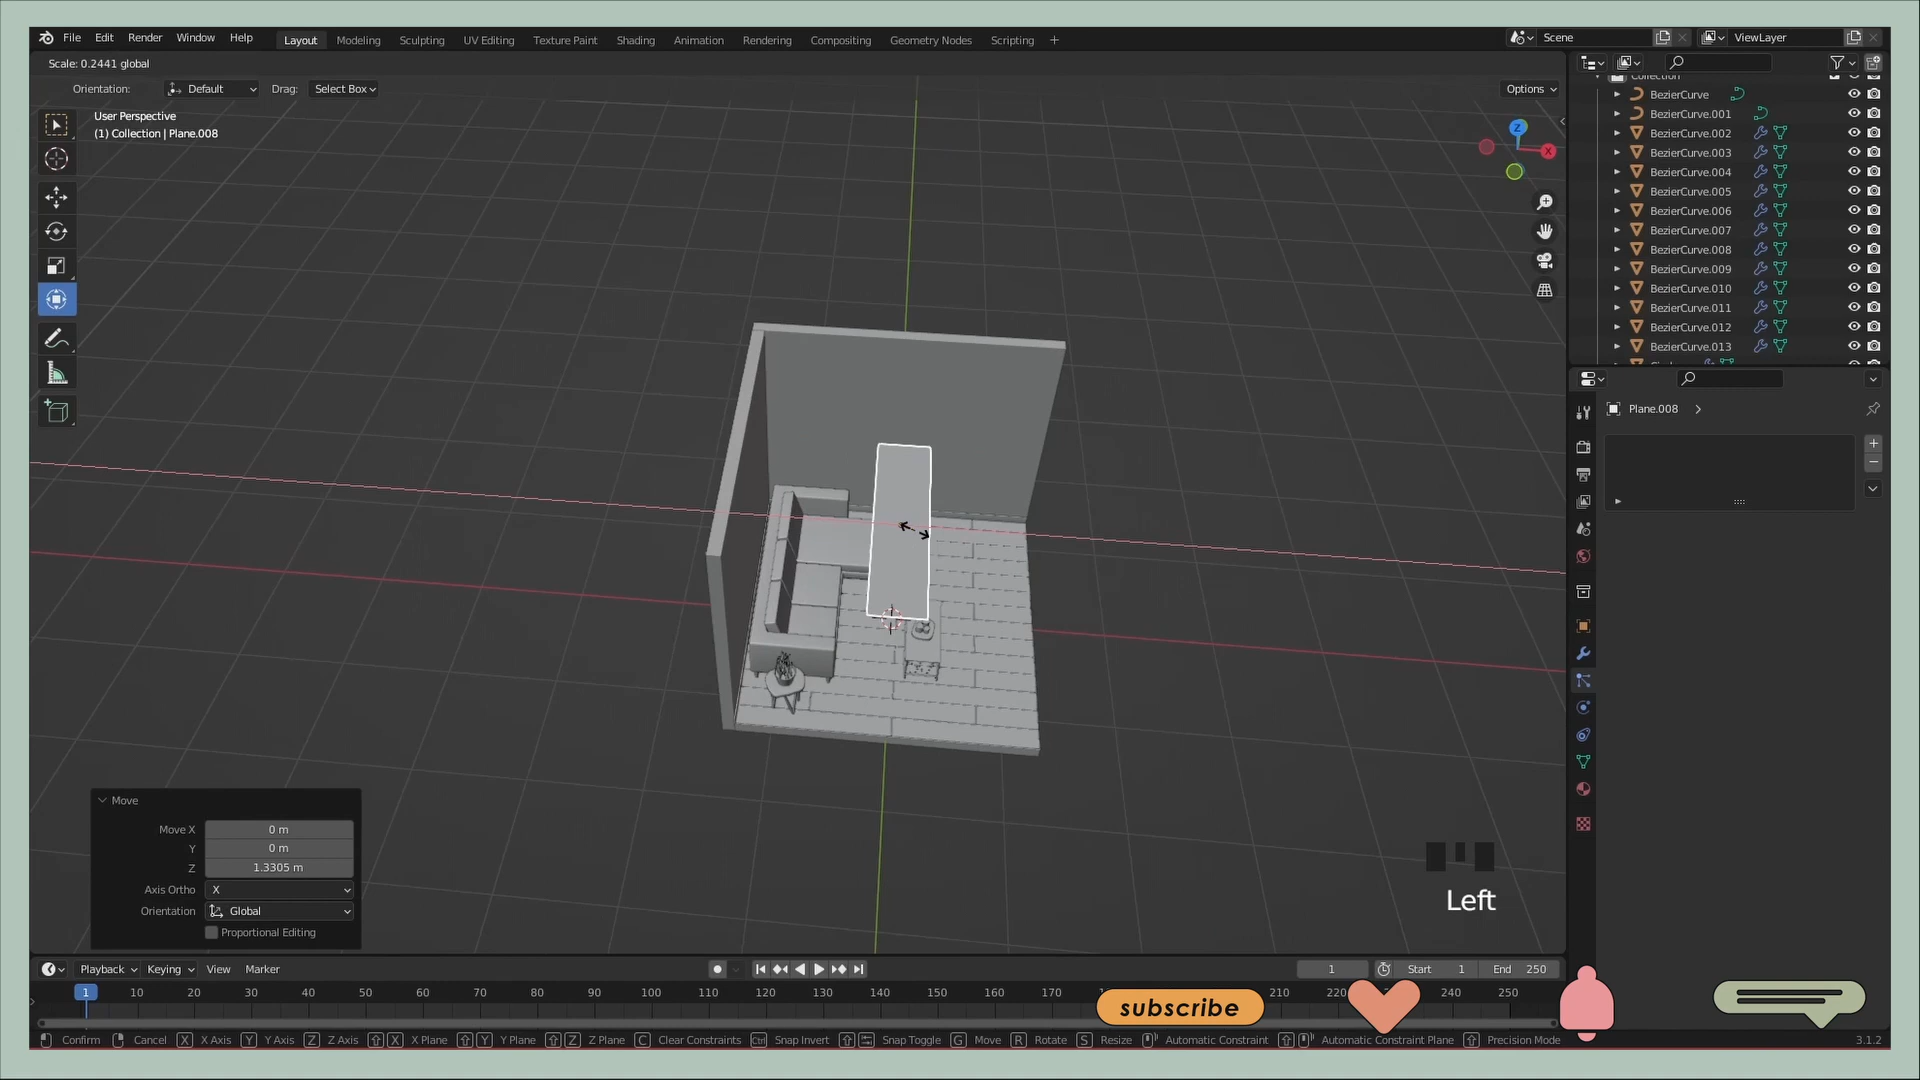 File Edit Render Window Help Layout Modeling Sculpting UV Editing Texture Paint Shading Animation Rendering Compositing Geometry Nodes Scripting + Scene ViewLayer
Scale: 0.2441 global
Orientation: Default Drag: Select Box Options
User Perspective
(1) Collection | Plane.008
Z
X
Collection
BezierCurve
BezierCurve.001
BezierCurve.002
BezierCurve.003
BezierCurve.004
BezierCurve.005
BezierCurve.006
BezierCurve.007
BezierCurve.008
BezierCurve.009
BezierCurve.010
BezierCurve.011
BezierCurve.012
BezierCurve.013
Plane.008
Move
Move X 0 m
Y 0 m
Z 1.3305 m
Axis Ortho X
Orientation Global
Proportional Editing
Left
Playback Keying View Marker 1 Start 1 End 250
1 10 20 30 40 50 60 70 80 90 100 110 120 130 140 150 160 170 210 220 240 250
subscribe
Confirm Cancel X X Axis Y Y Axis Z Z Axis X X Plane Y Y Plane Z Z Plane C Clear Constraints Ctrl Snap Invert Snap Toggle G Move R Rotate S Resize Automatic Constraint Automatic Constraint Plane Precision Mode 3.1.2